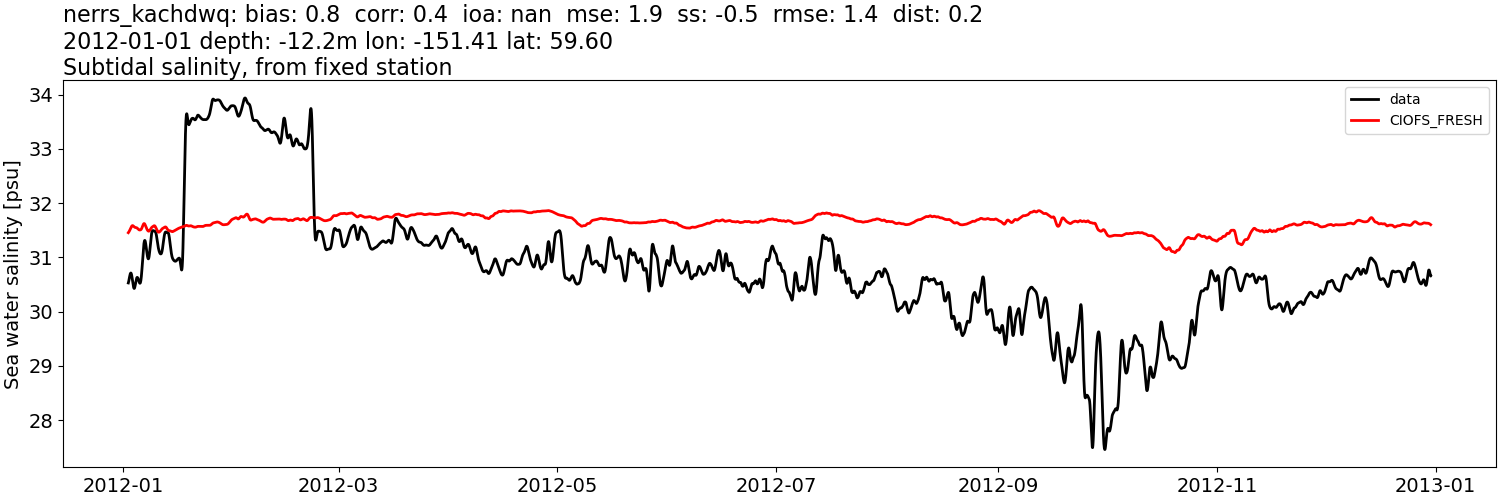 nerrs_kachdwq: bias: 0.8  corr: 0.4  ioa: nan  mse: 1.9  ss: -0.5  rmse: 1.4  dist: 0.2
2012-01-01 depth: -12.2m lon: -151.41 lat: 59.60
Subtidal salinity, from fixed station
data
CIOFS_FRESH
Sea water salinity [psu]
34
33
32
31
30
29
28
2012-01
2012-03
2012-05
2012-07
2012-09
2012-11
2013-01